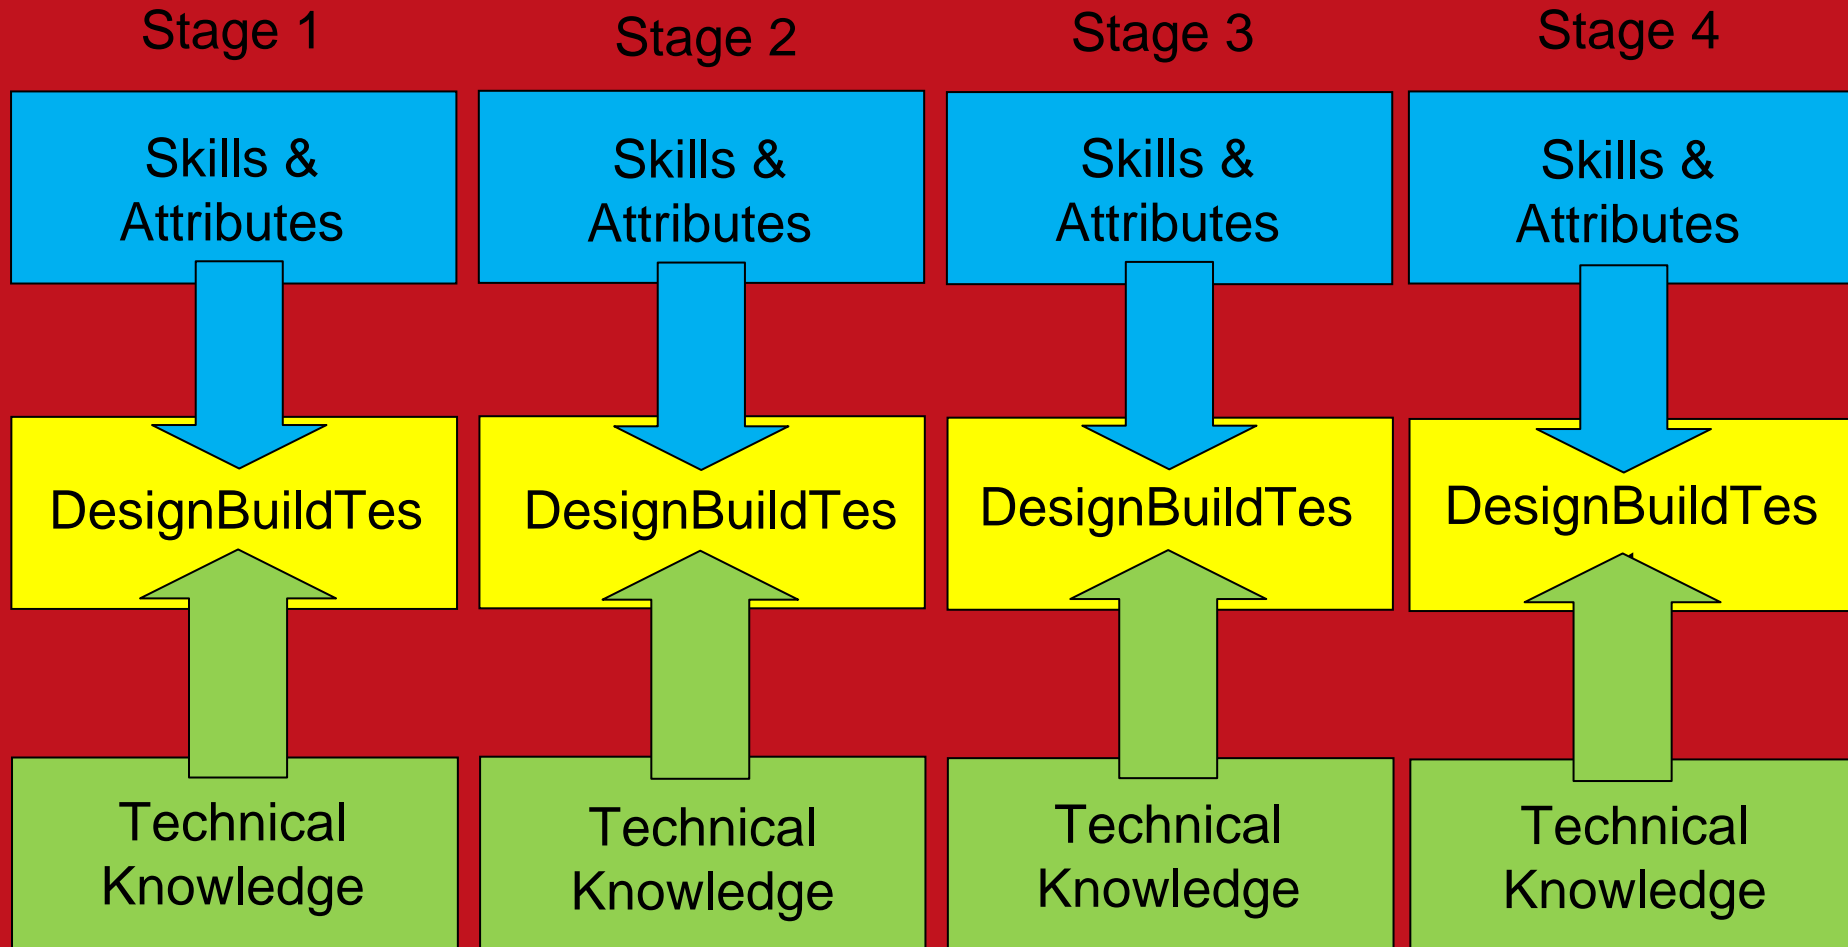 Stage 1
Stage 2
Stage 3
Stage 4
Skills &
Attributes
Skills &
Attributes
Skills &
Attributes
Skills &
Attributes
DesignBuildTes
DesignBuildTes
DesignBuildTes
DesignBuildTes
Technical
Knowledge
Technical
Knowledge
Technical
Knowledge
Technical
Knowledge